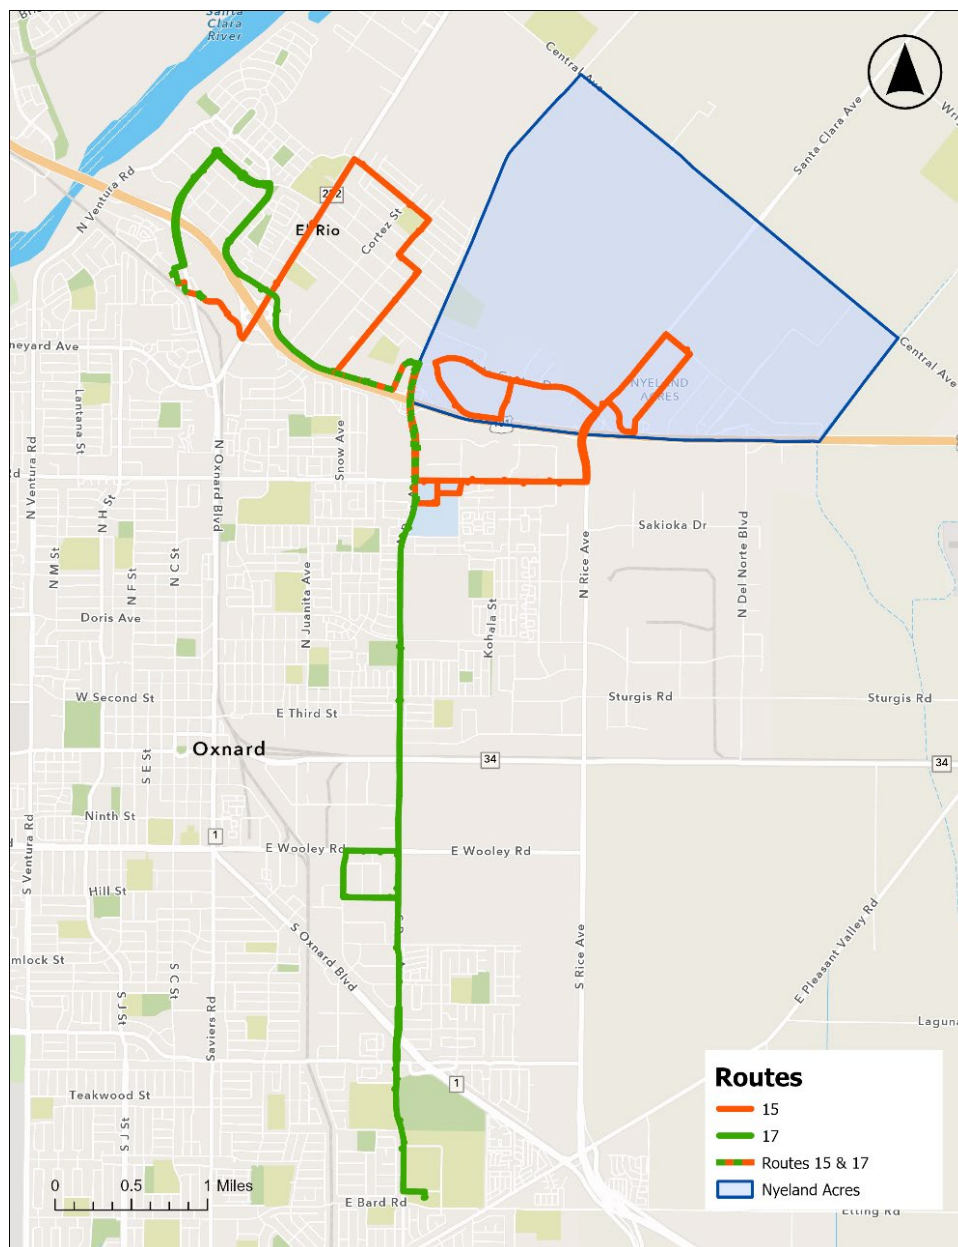 Santa
Clara
River
Central Ave
Santa Clara Ave
N Ventura Rd
232
El Rio
Cortez St
neyard Ave
Central Ave
NYELAND
ACRES
101
Lantana St
Snow Ave
N Ventura Rd
N Oxnard Blvd
N H St
Sakioka Dr
N M St
N F St
N C St
N Juanita Ave
N Rice Ave
N Del Norte Blvd
Doris Ave
Kohala St
W Second St
E Third St
Sturgis Rd
Sturgis Rd
Oxnard
34
34
S E St
Ninth St
1
E Wooley Rd
E Wooley Rd
S Ventura Rd
Hill St
S Oxnard Blvd
S Rice Ave
E Pleasant Valley Rd
mlock St
S C St
S J St
Saviers Rd
Laguna
1
Teakwood St
S J St
Routes
15
17
Routes 15 & 17
Nyeland Acres
0 0.5 1 Miles
E Bard Rd
Etting Rd